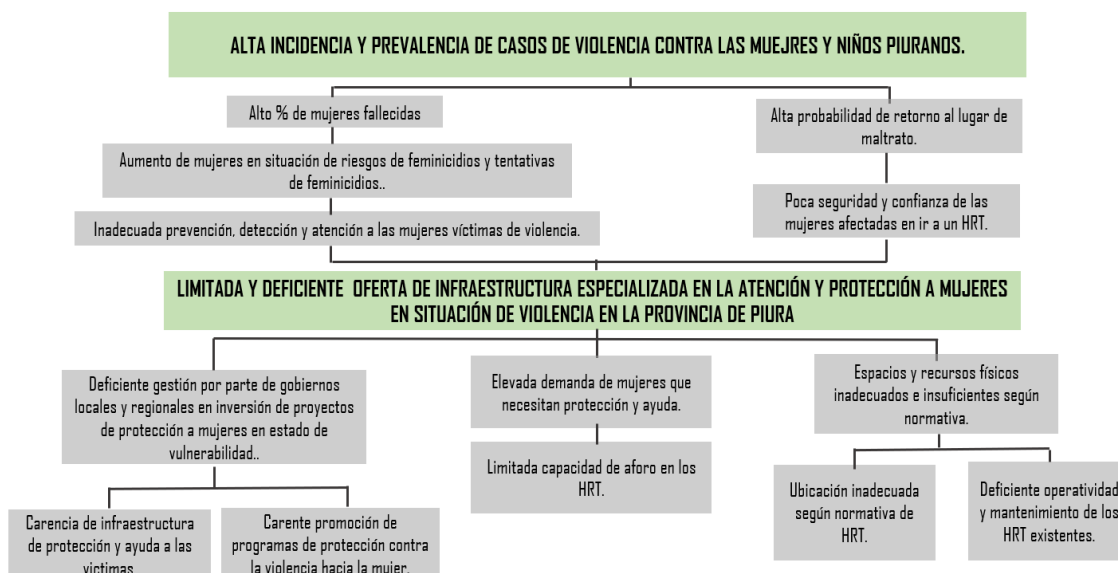 ALTA INCIDENCIA Y PREVALENCIA DE CASOS DE VIOLENCIA CONTRA LAS MUEJRES Y NIÑOS PIURANOS.
Alto % de mujeres fallecidas
Aumento de mujeres en situación de riesgos de feminicidios y tentativas
de feminicidios..
Inadecuada prevención, detección y atención a las mujeres víctimas de violencia.
Alta probabilidad de retorno al lugar de
maltrato.
Poca seguridad y confianza de las
mujeres afectadas en ir a un HRT.
LIMITADA Y DEFICIENTE OFERTA DE INFRAESTRUCTURA ESPECIALIZADA EN LA ATENCIÓN Y PROTECCIÓN A MUJERES
EN SITUACIÓN DE VIOLENCIA EN LA PROVINCIA DE PIURA
Deficiente gestión por parte de gobiernos
locales y regionales en inversión de proyectos
de protección a mujeres en estado de
vulnerabilidad..
Carencia de infraestructura
de protección y ayuda a las
victimas
Carente promoción de
programas de protección contra
la violencia hacia la mujer.
Elevada demanda de mujeres que
necesitan protección y ayuda.
Limitada capacidad de aforo en los
HRT.
Espacios y recursos físicos
inadecuados e insuficientes según
normativa.
Ubicación inadecuada
según normativa de
HRT.
Deficiente operatividad
y mantenimiento de los
HRT existentes.